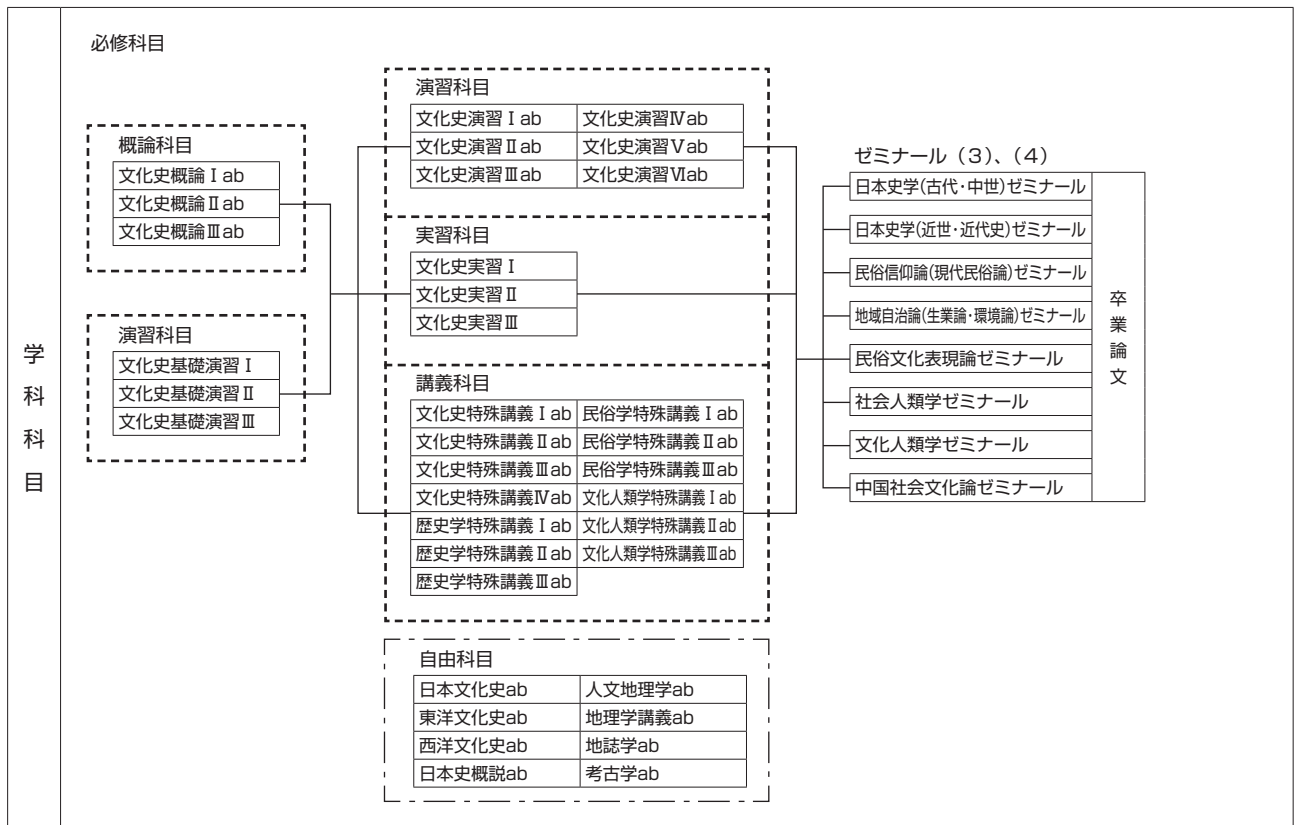 学科科目
必修科目
概論科目
文化史概論Ⅰab
文化史概論Ⅱab
文化史概論Ⅲab
演習科目
文化史基礎演習Ⅰ
文化史基礎演習Ⅱ
文化史基礎演習Ⅲ
演習科目
文化史演習Ⅰab 文化史演習Ⅳab
文化史演習Ⅱab 文化史演習Ⅴab
文化史演習Ⅲab 文化史演習Ⅵab
実習科目
文化史実習Ⅰ
文化史実習Ⅱ
文化史実習Ⅲ
講義科目
文化史特殊講義Ⅰab 民俗学特殊講義Ⅰab
文化史特殊講義Ⅱab 民俗学特殊講義Ⅱab
文化史特殊講義Ⅲab 民俗学特殊講義Ⅲab
文化史特殊講義Ⅳab 文化人類学特殊講義Ⅰab
歴史学特殊講義Ⅰab 文化人類学特殊講義Ⅱab
歴史学特殊講義Ⅱab 文化人類学特殊講義Ⅲab
歴史学特殊講義Ⅲab
自由科目
日本文化史ab 人文地理学ab
東洋文化史ab 地理学講義ab
西洋文化史ab 地誌学ab
日本史概説ab 考古学ab
ゼミナール（3）、（4）
日本史学(古代・中世)ゼミナール
日本史学(近世・近代史)ゼミナール
民俗信仰論(現代民俗論)ゼミナール
地域自治論(生業論・環境論)ゼミナール
民俗文化表現論ゼミナール
社会人類学ゼミナール
文化人類学ゼミナール
中国社会文化論ゼミナール
卒業論文